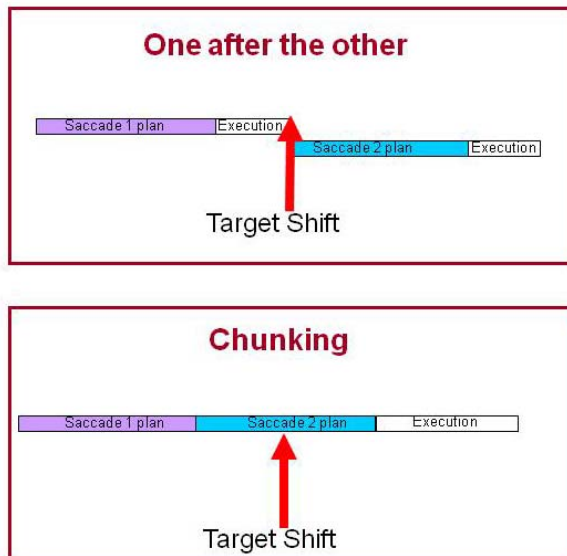 One after the other
Saccade 1 plan Execution
Saccade 2 plan Execution
Target Shift
Chunking
Saccade 1 plan Saccade 2 plan Execution
Target Shift